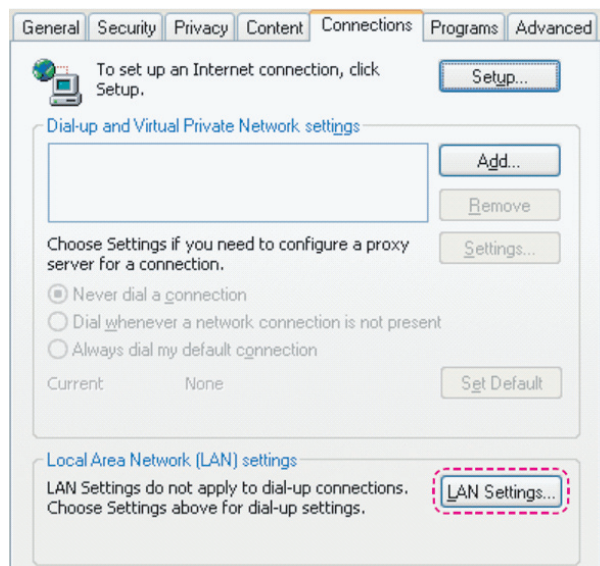 General Security Privacy Content Connections Programs Advanced
To set up an Internet connection, click
Setup.
Setup...
Dial-up and Virtual Private Network settings
Add...
Remove
Choose Settings if you need to configure a proxy
server for a connection.
Settings...
Never dial a connection
Dial whenever a network connection is not present
Always dial my default connection
Current None Set Default
Local Area Network (LAN) settings
LAN Settings do not apply to dial-up connections.
Choose Settings above for dial-up settings.
LAN Settings...